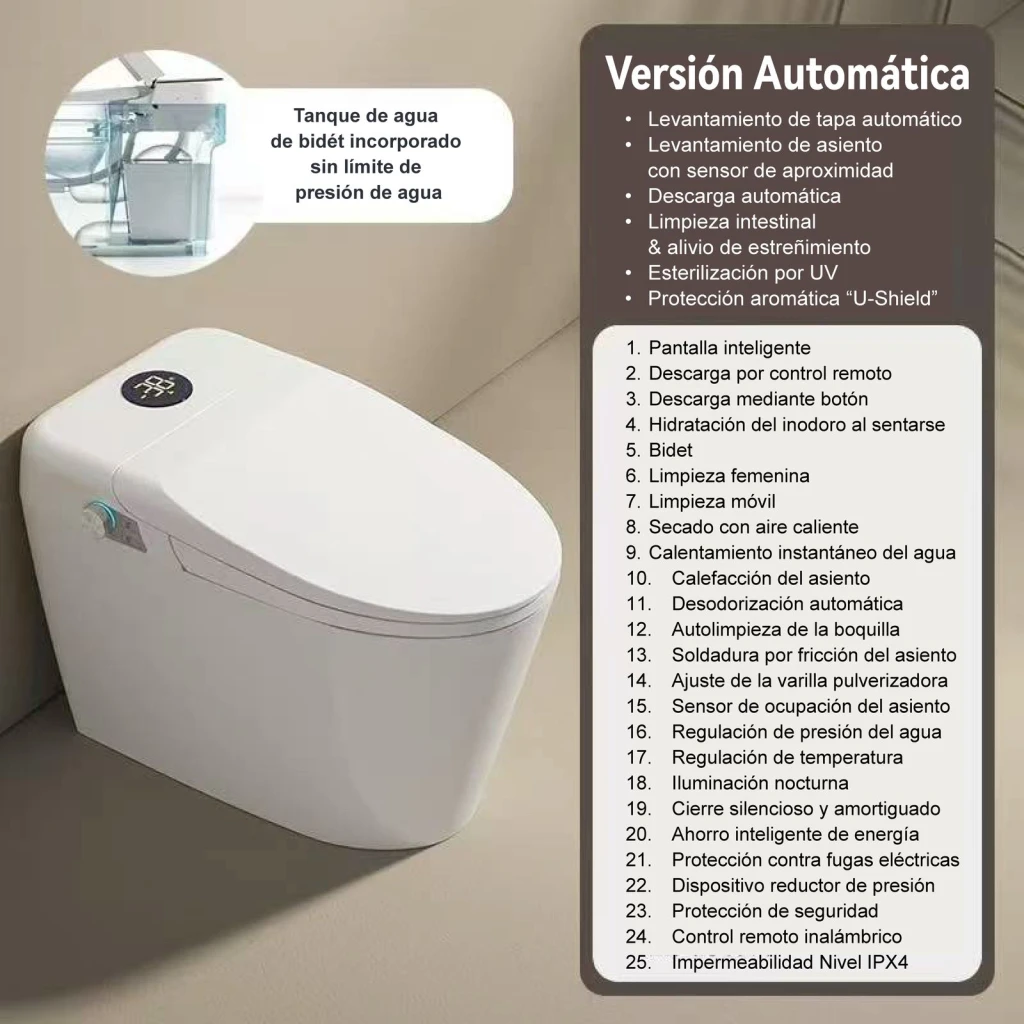 Tanque de agua
de bidét incorporado
sin límite de
presión de agua
Versión Automática
• Levantamiento de tapa automático
• Levantamiento de asiento
con sensor de aproximidad
• Descarga automática
• Limpieza intestinal
& alivio de estreñimiento
• Esterilización por UV
• Protección aromática “U-Shield”
1. Pantalla inteligente
2. Descarga por control remoto
3. Descarga mediante botón
4. Hidratación del inodoro al sentarse
5. Bidet
6. Limpieza femenina
7. Limpieza móvil
8. Secado con aire caliente
9. Calentamiento instantáneo del agua
10. Calefacción del asiento
11. Desodorización automática
12. Autolimpieza de la boquilla
13. Soldadura por fricción del asiento
14. Ajuste de la varilla pulverizadora
15. Sensor de ocupación del asiento
16. Regulación de presión del agua
17. Regulación de temperatura
18. Iluminación nocturna
19. Cierre silencioso y amortiguado
20. Ahorro inteligente de energía
21. Protección contra fugas eléctricas
22. Dispositivo reductor de presión
23. Protección de seguridad
24. Control remoto inalámbrico
25. Impermeabilidad Nivel IPX4